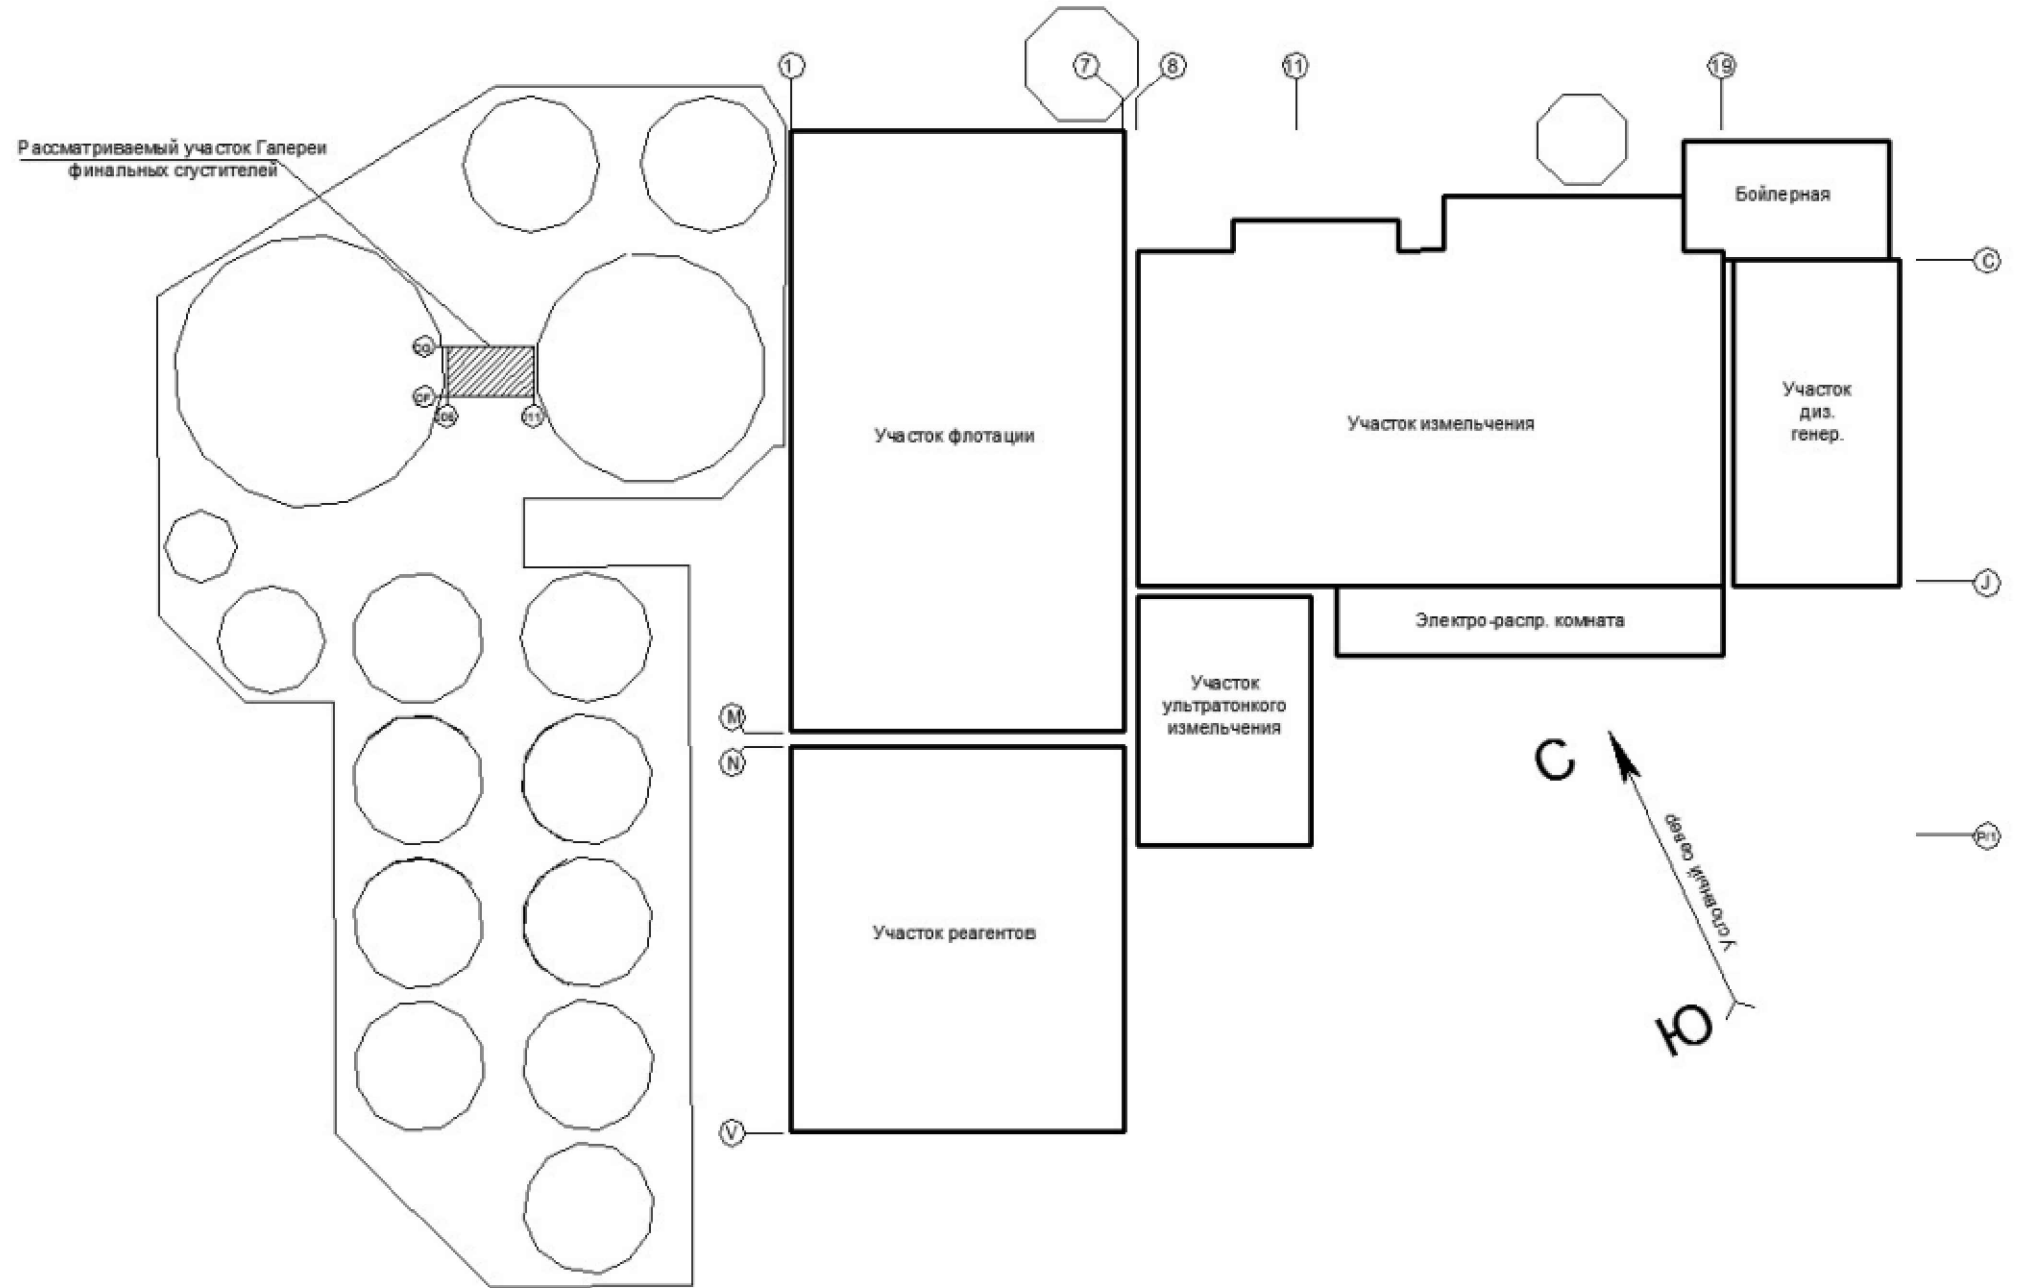 1
7
8
11
19
Рассматриваемый участок Галереи
финальных сгустителей
Бойлерная
C
Участок
диз.
генер.
Участок флотации
Участок измельчения
J
Электро-распр. комната
Участок
ультратонкого
измельчения
M
N
С
Условный север
Ю
P/1
Участок реагентов
V